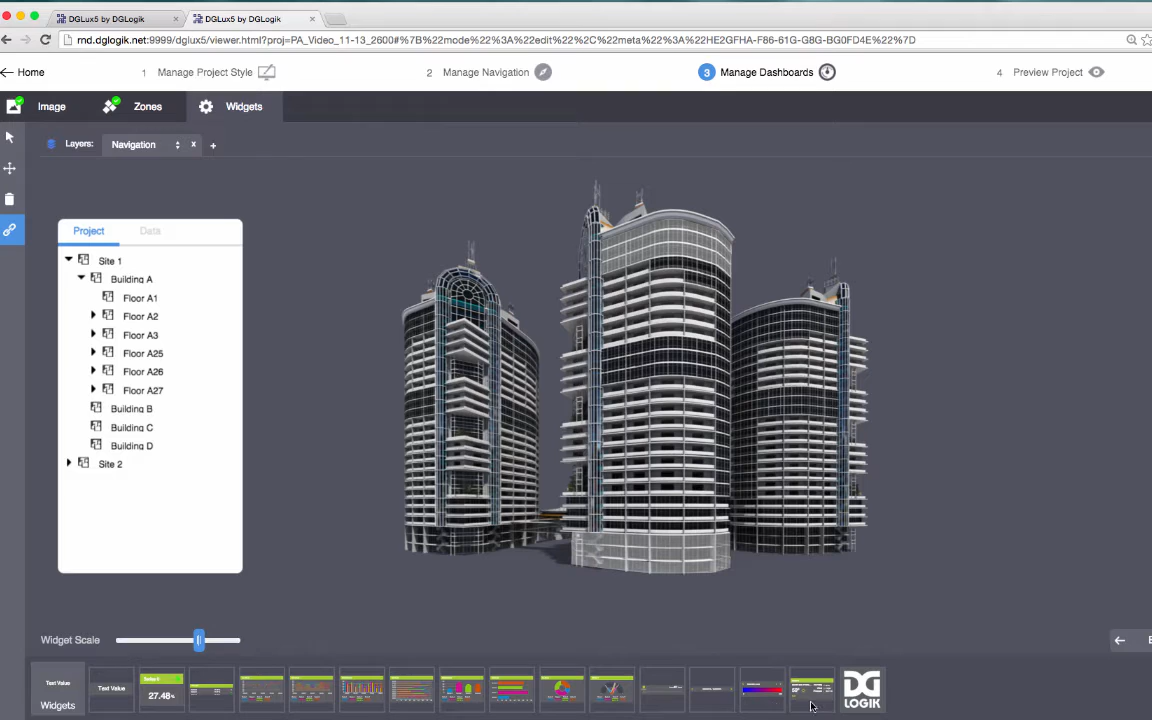 DGLux5 by DGLogik
DGLux5 by DGLogik
rnd.dglogik.net:9999/dglux5/viewer.html?proj=PA_Video_11-13_2600#%7B%22mode%22%3A%22edit%22%2C%22meta%22%3A%22HE2GFHA-F86-61G-G8G-BG0FD4E%22%7D
Home
1 Manage Project Style
2 Manage Navigation
3 Manage Dashboards
4 Preview Project
Image
Zones
Widgets
Layers:
Navigation
x
+
Project
Data
Site 1
Building A
Floor A1
Floor A2
Floor A3
Floor A25
Floor A26
Floor A27
Building B
Building C
Building D
Site 2
Widget Scale
Text Value
Widgets
Text Value
27.48%
DG
LOGIK